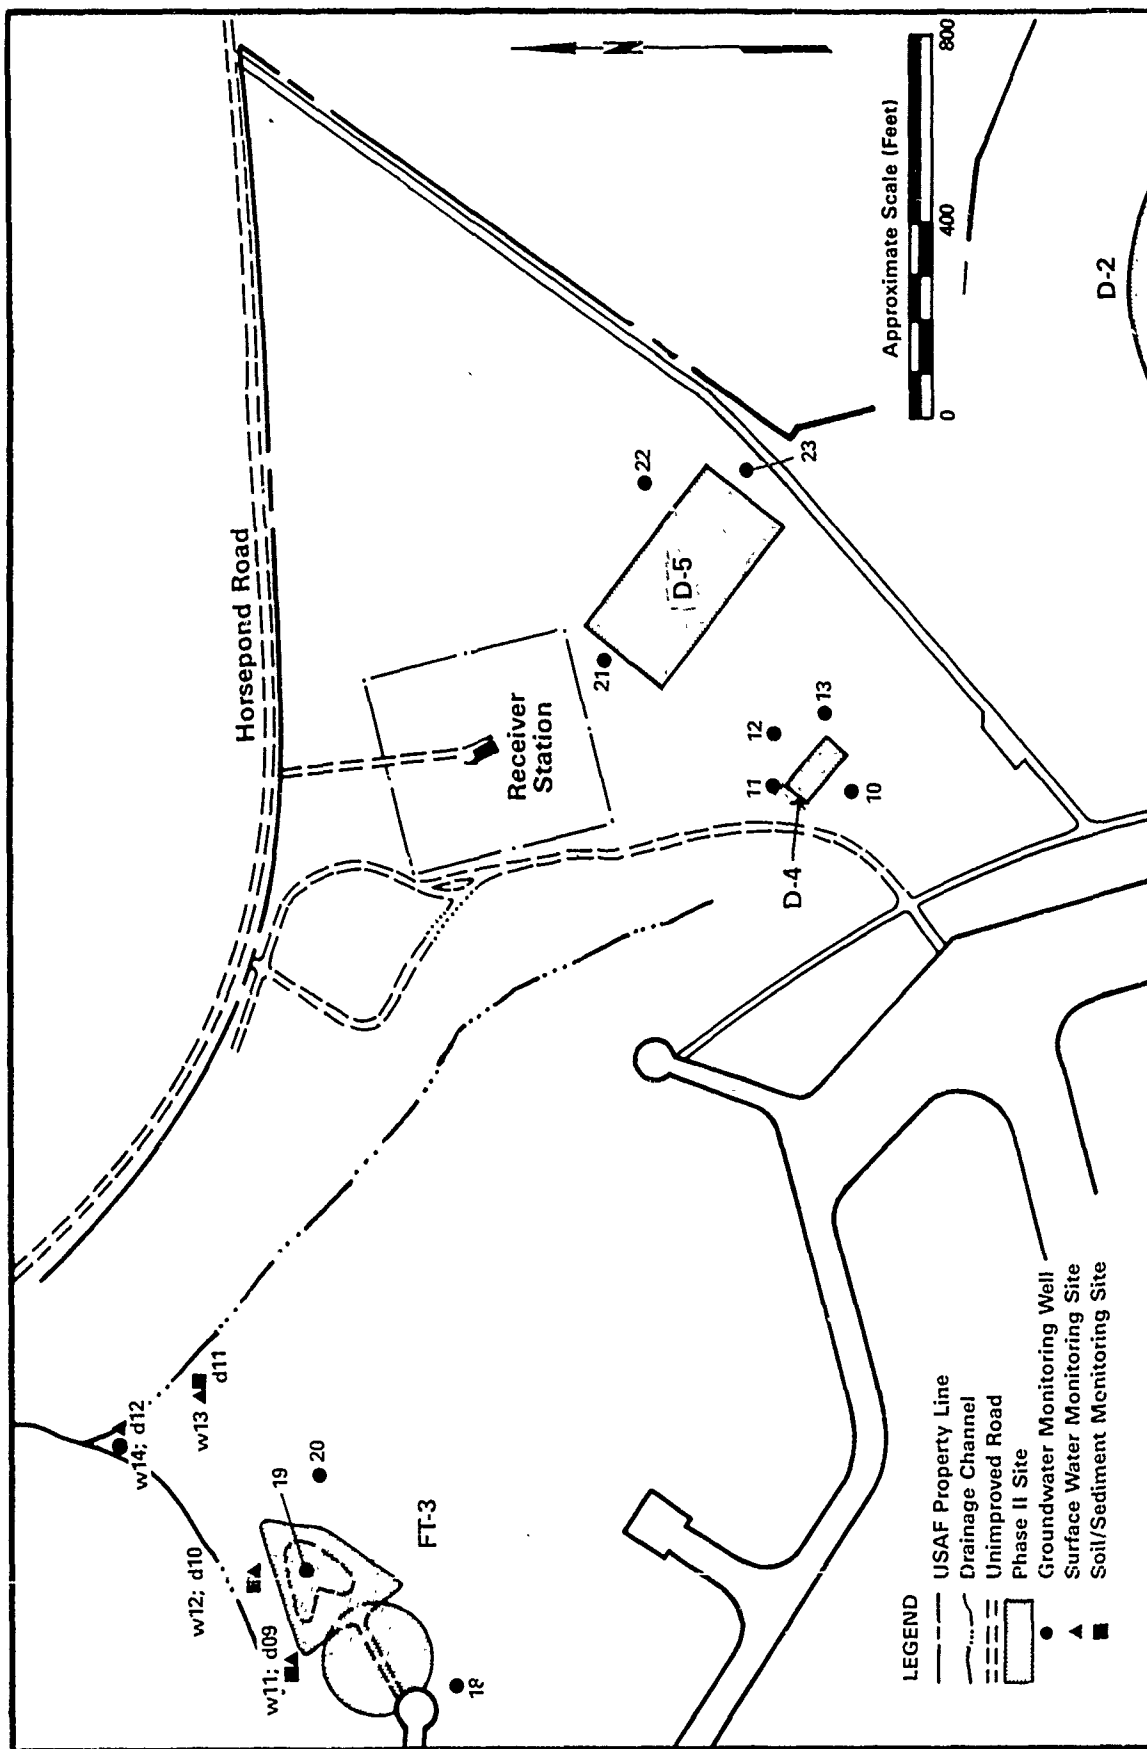 Horsepond Road
N
Receiver
Station
w14; d12
w13
d11
w12; d10
w11; d09
19
20
FT-3
18
21
22
D-5
23
11
12
13
10
D-4
D-2
Approximate Scale (Feet)
0
400
800
LEGEND
USAF Property Line
Drainage Channel
Unimproved Road
Phase II Site
Groundwater Monitoring Well
Surface Water Monitoring Site
Soil/Sediment Monitoring Site